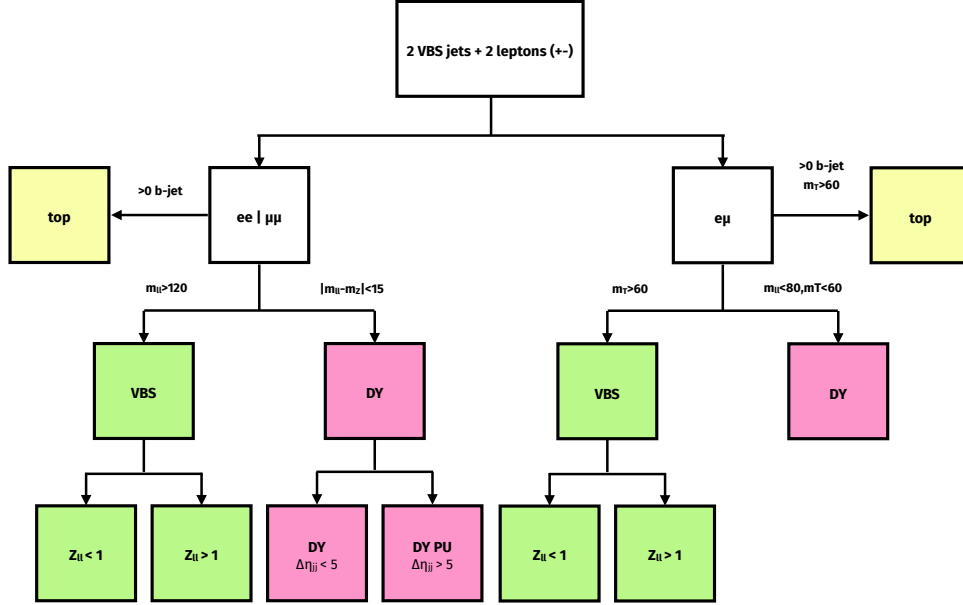 2 VBS jets + 2 leptons (+-)
>0 b-jet
top
ee | μμ
>0 b-jet
mT>60
eμ
top
mll>120
|mll-mZ|<15
mT>60
mll<80,mT<60
VBS
DY
VBS
DY
Zll < 1
Zll > 1
DY
Δηjj < 5
DY PU
Δηjj > 5
Zll < 1
Zll > 1